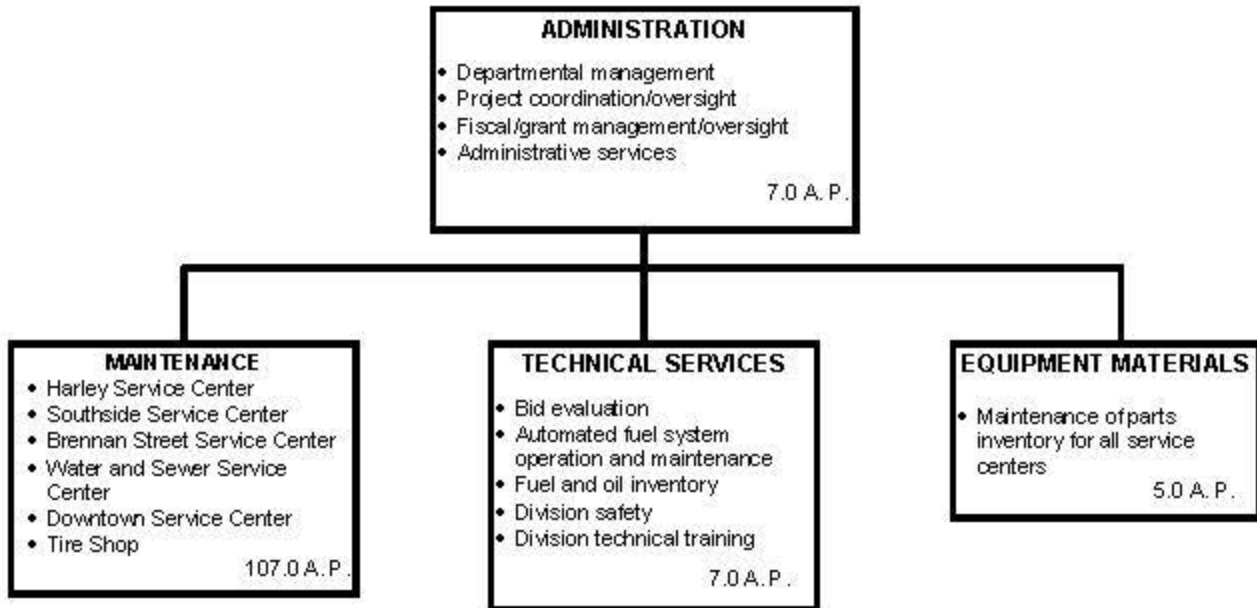 ADMINISTRATION
• Departmental management
• Project coordination/oversight
• Fiscal/grant management/oversight
• Administrative services
7.0 A. P.
MAINTENANCE
• Harley Service Center
• Southside Service Center
• Brennan Street Service Center
• Water and Sewer Service
Center
• Downtown Service Center
• Tire Shop
107.0 A. P.
TECHNICAL SERVICES
• Bid evaluation
• Automated fuel system
operation and maintenance
• Fuel and oil inventory
• Division safety
• Division technical training
7.0 A. P.
EQUIPMENT MATERIALS
• Maintenance of parts
inventory for all service
centers
5.0 A. P.